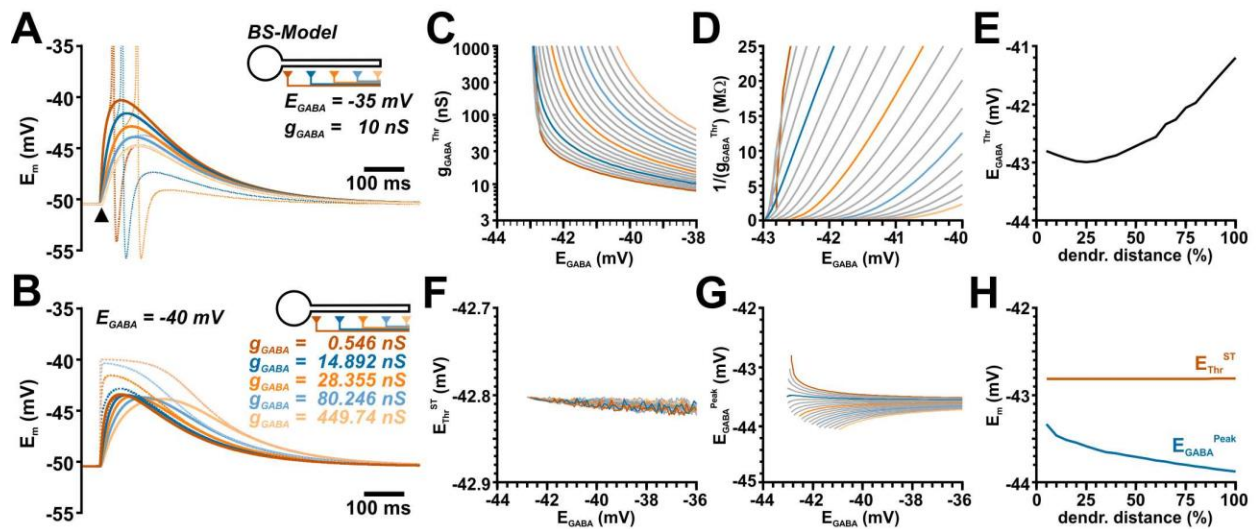 A
BS-Model
E_GABA = -35 mV
g_GABA = 10 nS
E_m (mV)
-35
-40
-45
-50
-55
100 ms
B
E_GABA = -40 mV
g_GABA = 0.546 nS
g_GABA = 14.892 nS
g_GABA = 28.355 nS
g_GABA = 80.246 nS
g_GABA = 449.74 nS
E_m (mV)
-35
-40
-45
-50
-55
100 ms
C
g_GABA^Thr (nS)
1000
300
100
30
10
3
-44 -42 -40 -38
E_GABA (mV)
D
1/(g_GABA^Thr) (MΩ)
25
20
15
10
5
0
-43 -42 -41 -40
E_GABA (mV)
E
E_GABA^Thr (mV)
-41
-42
-43
-44
0 25 50 75 100
dendr. distance (%)
F
E_Thr^ST (mV)
-42.7
-42.8
-42.9
-44 -42 -40 -38 -36
E_GABA (mV)
G
E_GABA^Peak (mV)
-42
-43
-44
-45
-44 -42 -40 -38 -36
E_GABA (mV)
H
E_m (mV)
-42
-43
-44
E_Thr^ST
E_GABA^Peak
0 25 50 75 100
dendr. distance (%)